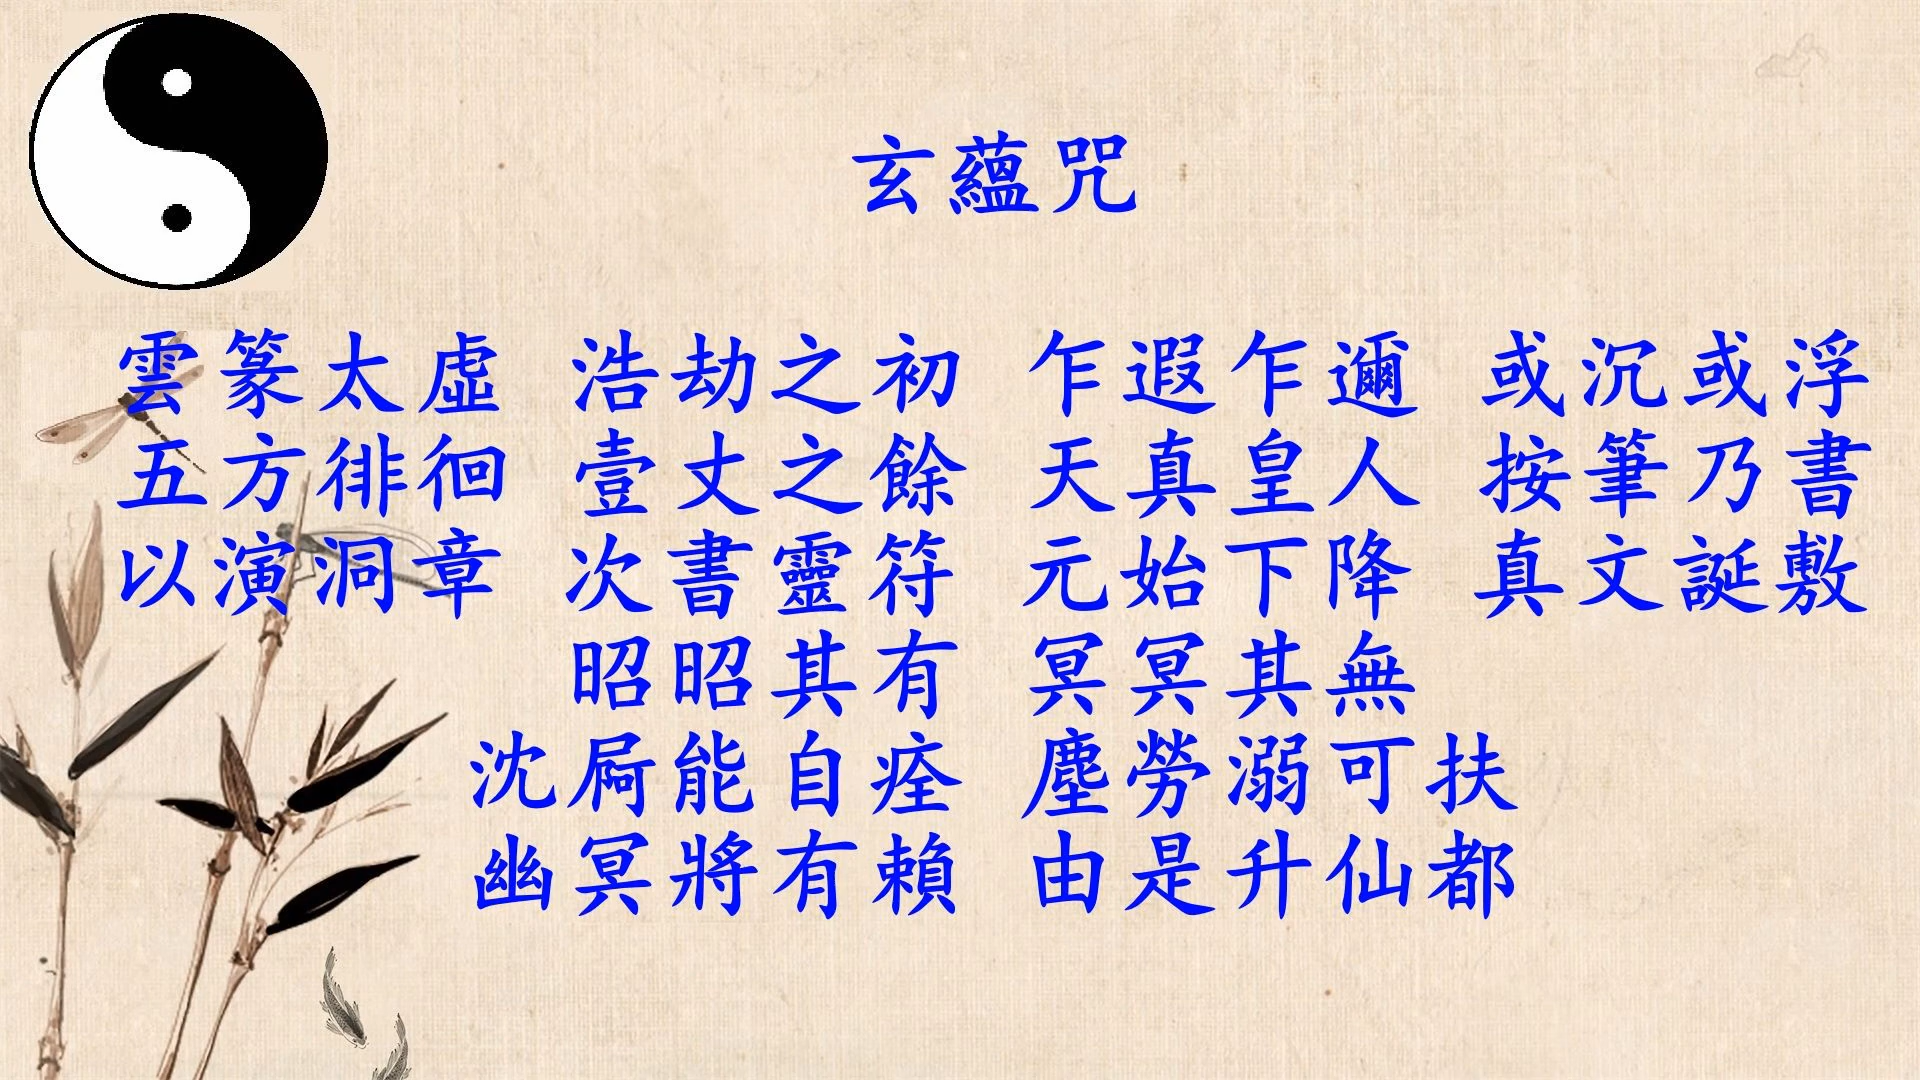 玄蘊咒
雲篆太虛 浩劫之初 乍遐乍邇 或沉或浮
五方徘徊 壹丈之餘 天真皇人 按筆乃書
以演洞章 次書靈符 元始下降 真文誕敷
昭昭其有 冥冥其無
沈疴能自痊 塵勞溺可扶
幽冥將有賴 由是升仙都